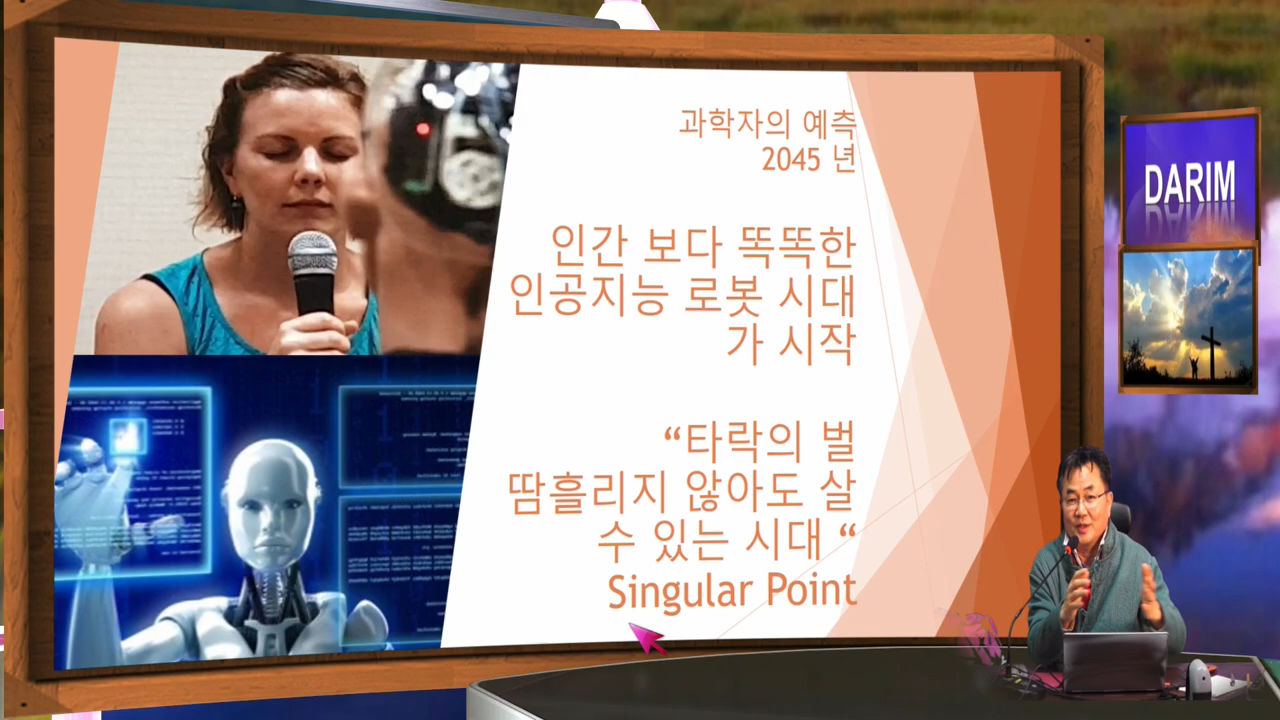 과학자의 예측
2045 년
인간 보다 똑똑한
인공지능 로봇 시대
가 시작
“타락의 벌
땀흘리지 않아도 살
수 있는 시대 “
Singular Point
DARIM